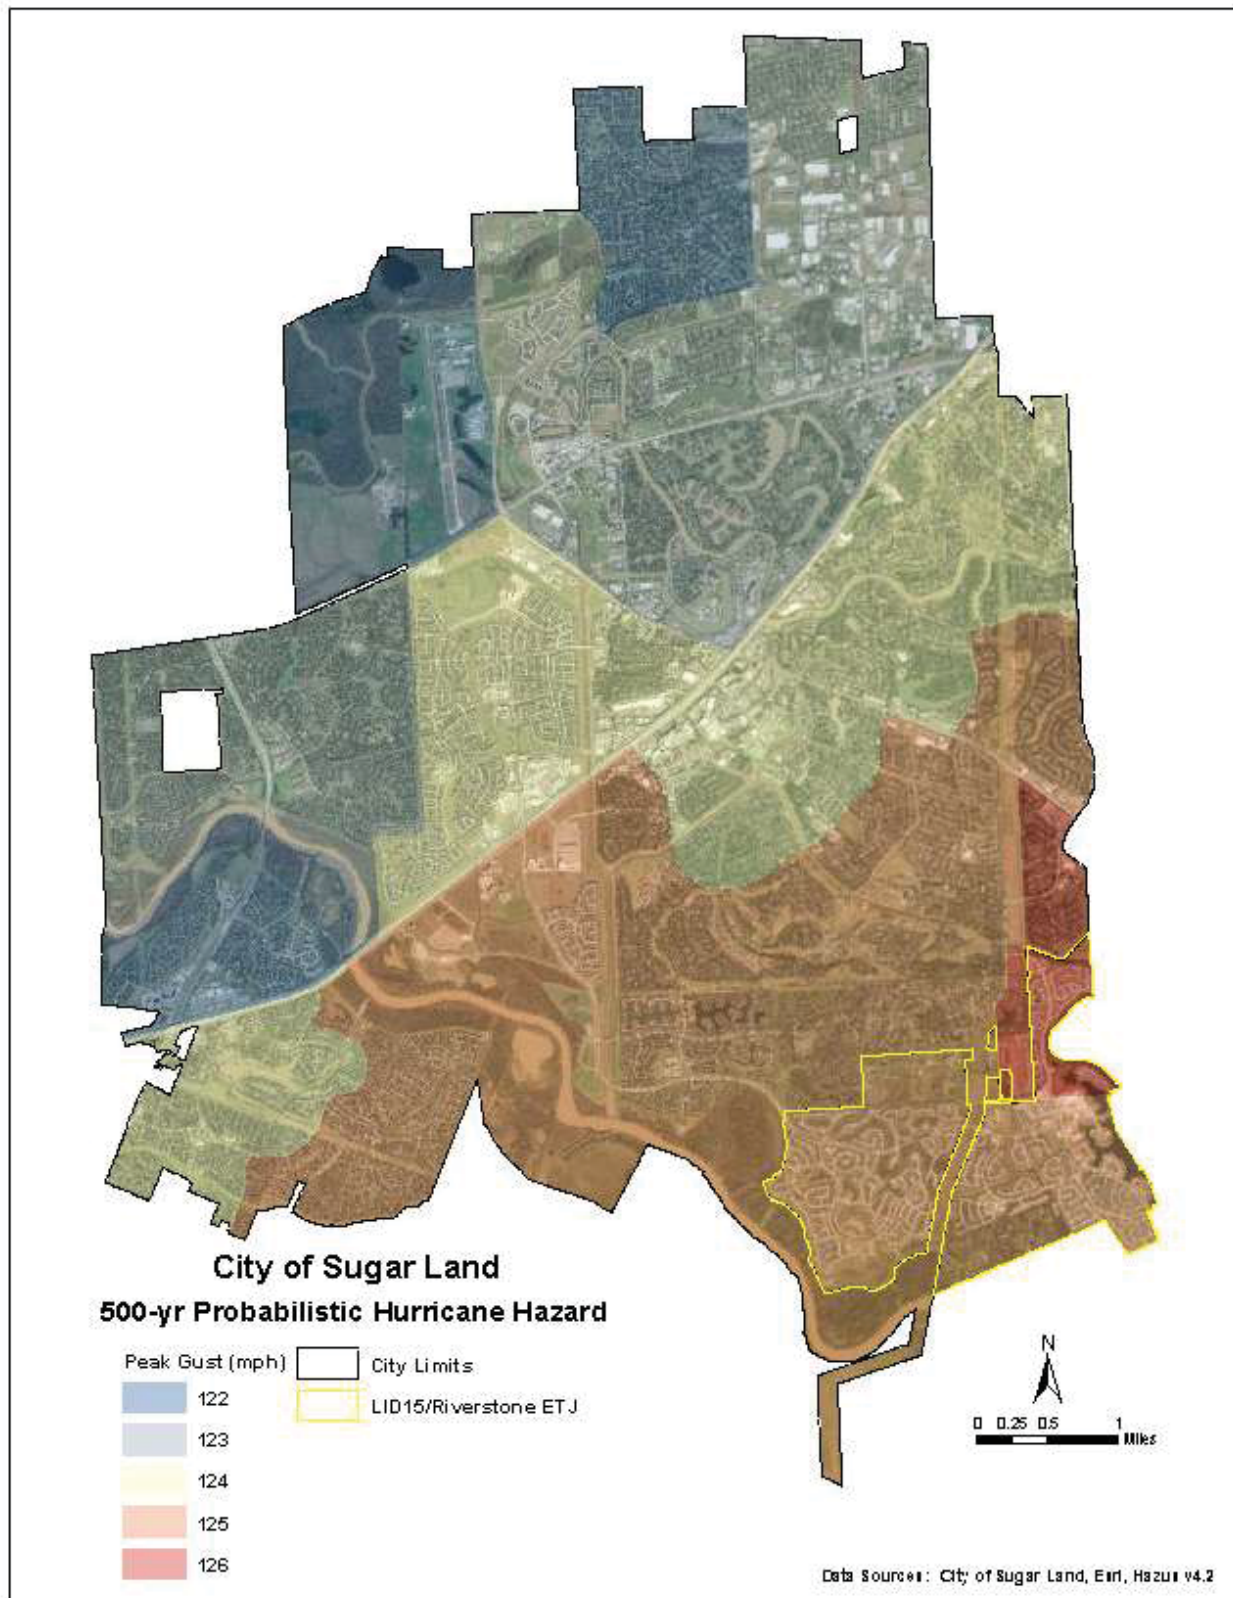 City of Sugar Land
500-yr Probabilistic Hurricane Hazard
Peak Gust (mph)
122
123
124
125
126
City Limits
LID15/Riverstone ETJ
N
0 0.25 0.5 1
Miles
Data Sources: City of Sugar Land, Esri, Hazus v4.2